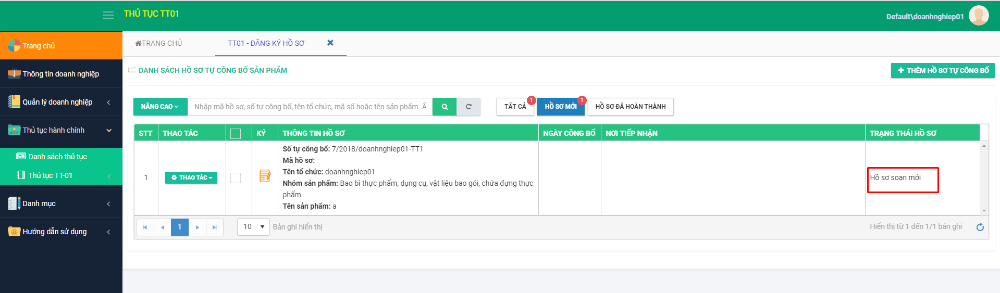 THỦ TỤC TT01
Default\doanhnghiep01
Trang chủ
Thông tin doanh nghiệp
Quản lý doanh nghiệp
Thủ tục hành chính
Danh sách thủ tục
Thủ tục TT-01
Danh mục
Hướng dẫn sử dụng
TRANG CHỦ
TT01 - ĐĂNG KÝ HỒ SƠ
DANH SÁCH HỒ SƠ TỰ CÔNG BỐ SẢN PHẨM
THÊM HỒ SƠ TỰ CÔNG BỐ
NÂNG CAO
Nhập mã hồ sơ, số tự công bố, tên tổ chức, mã số hoặc tên sản phẩm.
TẤT CẢ
1
HỒ SƠ MỚI
1
HỒ SƠ ĐÃ HOÀN THÀNH
STT THAO TÁC KÝ THÔNG TIN HỒ SƠ NGÀY CÔNG BỐ NƠI TIẾP NHẬN TRẠNG THÁI HỒ SƠ
1
THAO TÁC
Số tự công bố: 7/2018/doanhnghiep01-TT1
Mã hồ sơ:
Tên tổ chức: doanhnghiep01
Nhóm sản phẩm: Bao bì thực phẩm, dụng cụ, vật liệu bao gói, chứa đựng thực
phẩm
Tên sản phẩm: a
Hồ sơ soạn mới
1
10
Bản ghi hiển thị
Hiển thị từ 1 đến 1/1 bản ghi